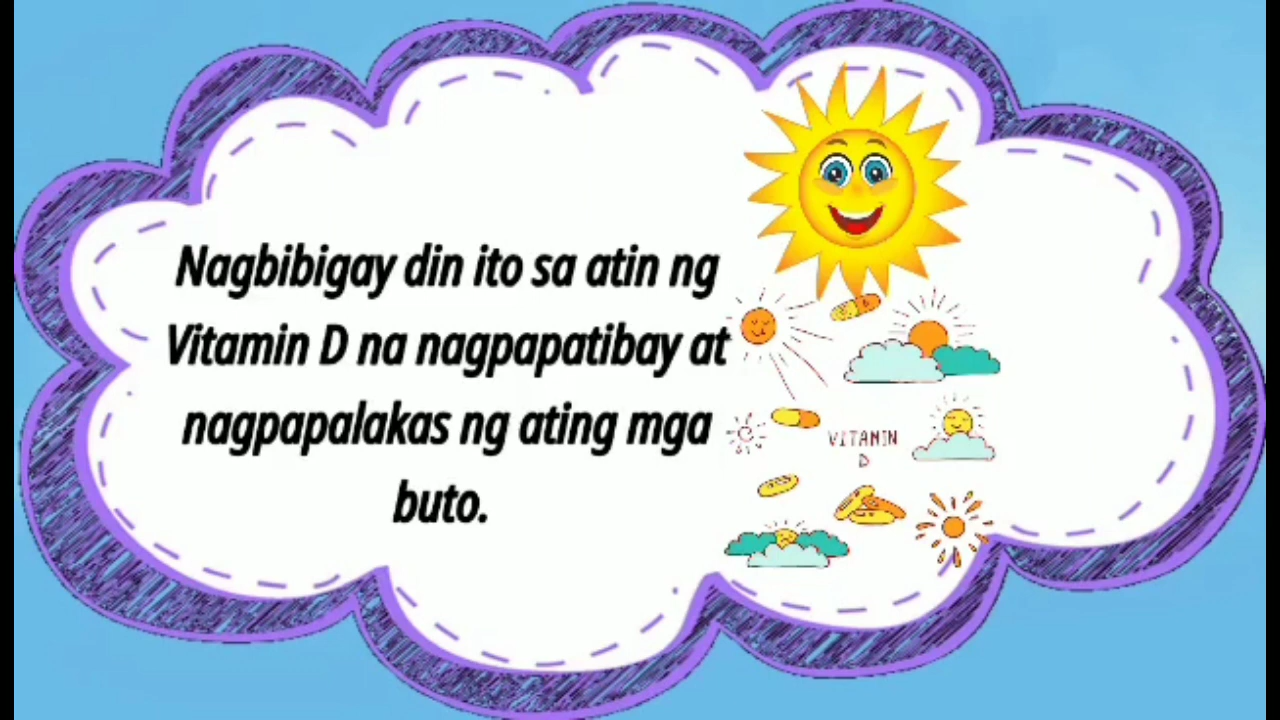 Nagbibigay din ito sa atin ng
Vitamin D na nagpapatibay at
nagpapalakas ng ating mga
buto.
VITAMIN
D